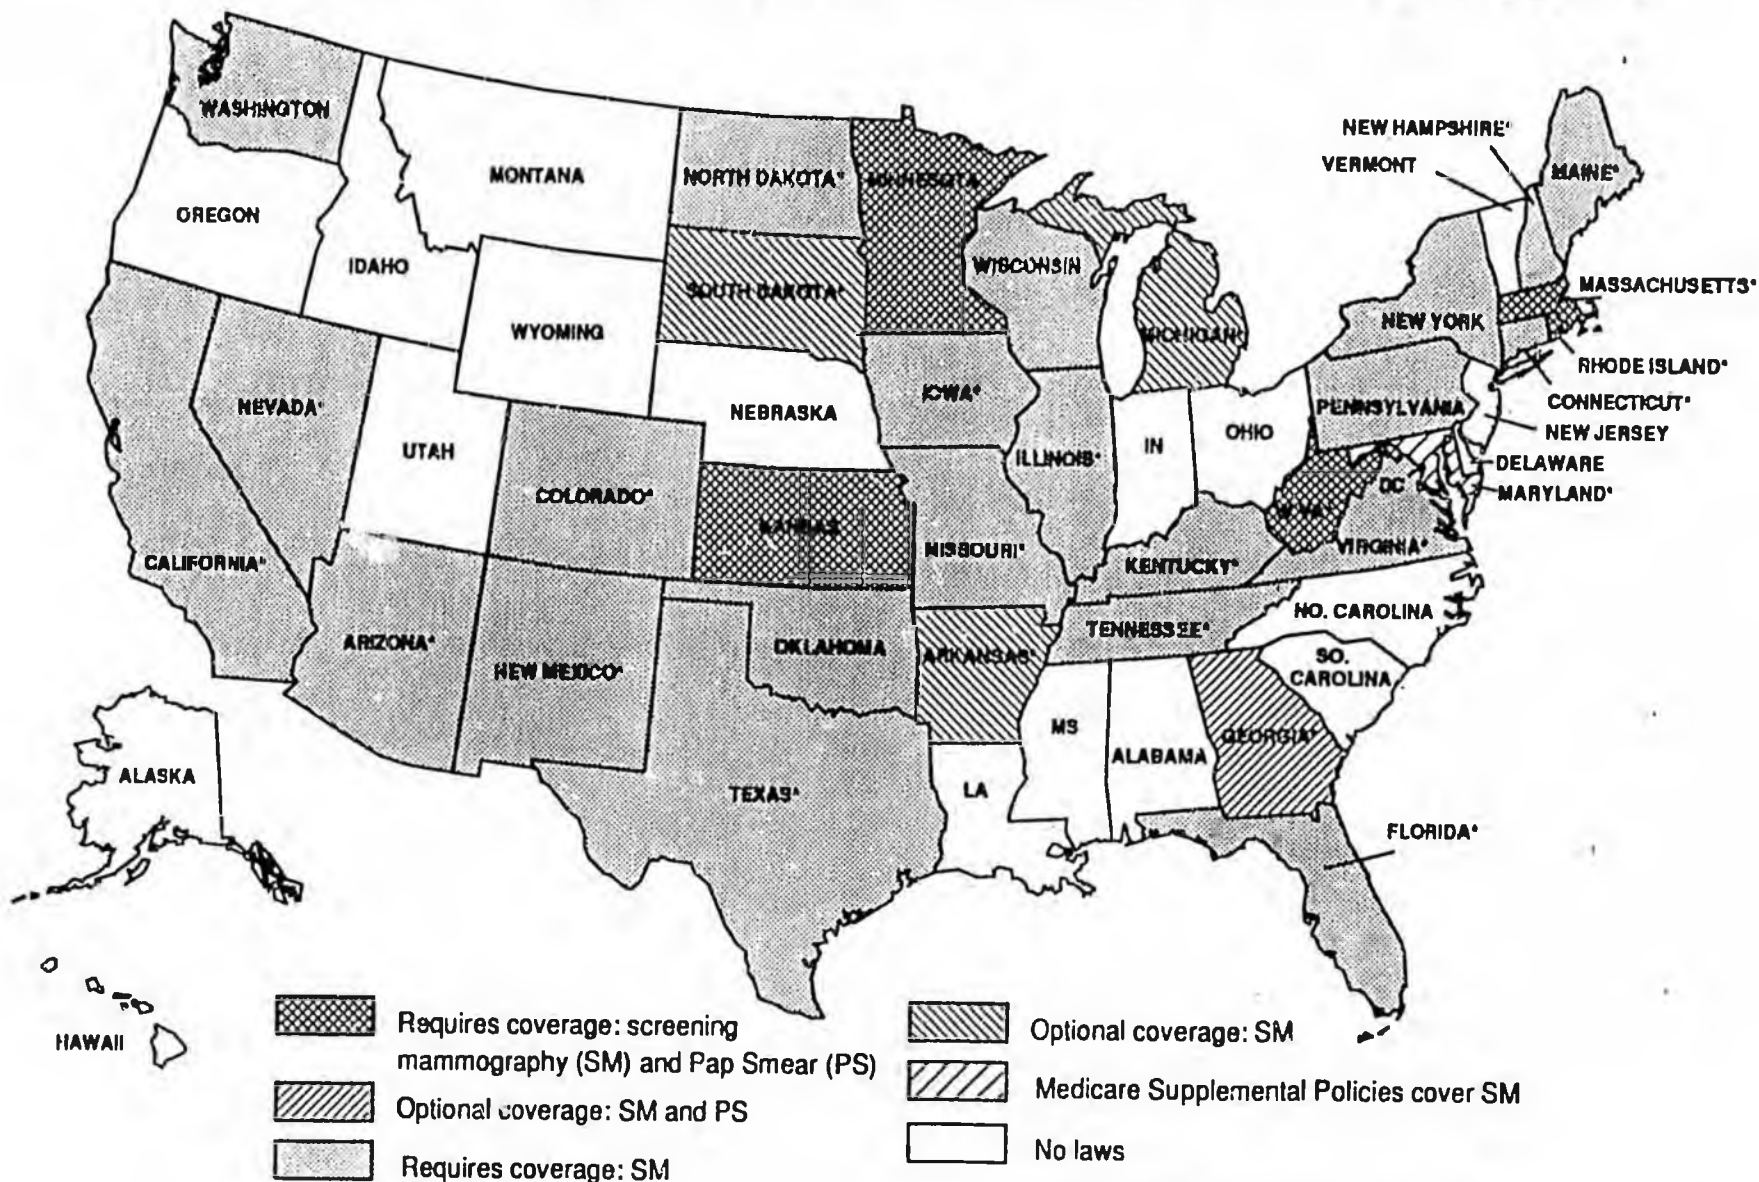 WASHINGTON
MONTANA
NORTH DAKOTA*
MINNESOTA
NEW HAMPSHIRE*
VERMONT
MAINE*
OREGON
IDAHO
WYOMING
SOUTH DAKOTA*
WISCONSIN
MICHIGAN*
NEW YORK
MASSACHUSETTS*
RHODE ISLAND*
CONNECTICUT*
NEW JERSEY
DELAWARE
MARYLAND*
NEVADA*
UTAH
COLORADO*
NEBRASKA
IOWA*
ILLINOIS*
IN
OHIO
PENNSYLVANIA
DC
W. VA*
VIRGINIA*
CALIFORNIA*
ARIZONA*
NEW MEXICO*
KANSAS
MISSOURI*
KENTUCKY*
OKLAHOMA
ARKANSAS*
TENNESSEE*
NO. CAROLINA
SO.
CAROLINA
TEXAS*
LA
MS
ALABAMA
GEORGIA*
FLORIDA*
ALASKA
HAWAII
Requires coverage: screening
mammography (SM) and Pap Smear (PS)
Optional coverage: SM and PS
Requires coverage: SM
Optional coverage: SM
Medicare Supplemental Policies cover SM
No laws